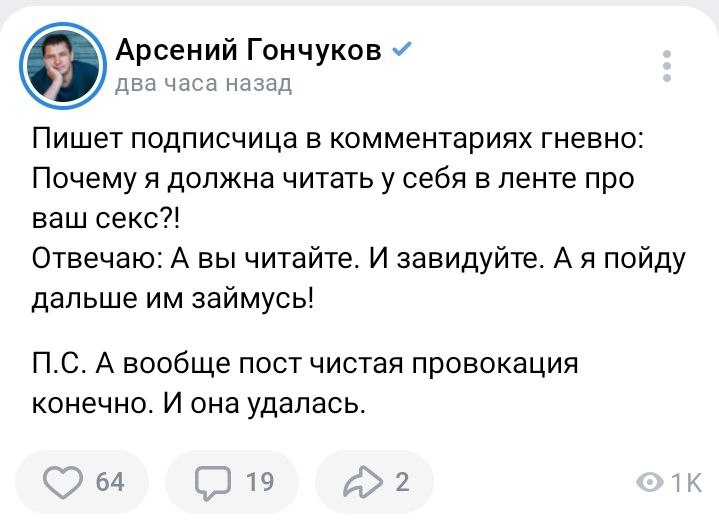 Арсений Гончуков
два часа назад
Пишет подписчица в комментариях гневно:
Почему я должна читать у себя в ленте про
ваш секс?!
Отвечаю: А вы читайте. И завидуйте. А я пойду
дальше им займусь!
П.С. А вообще пост чистая провокация
конечно. И она удалась.
64 19 2 1K